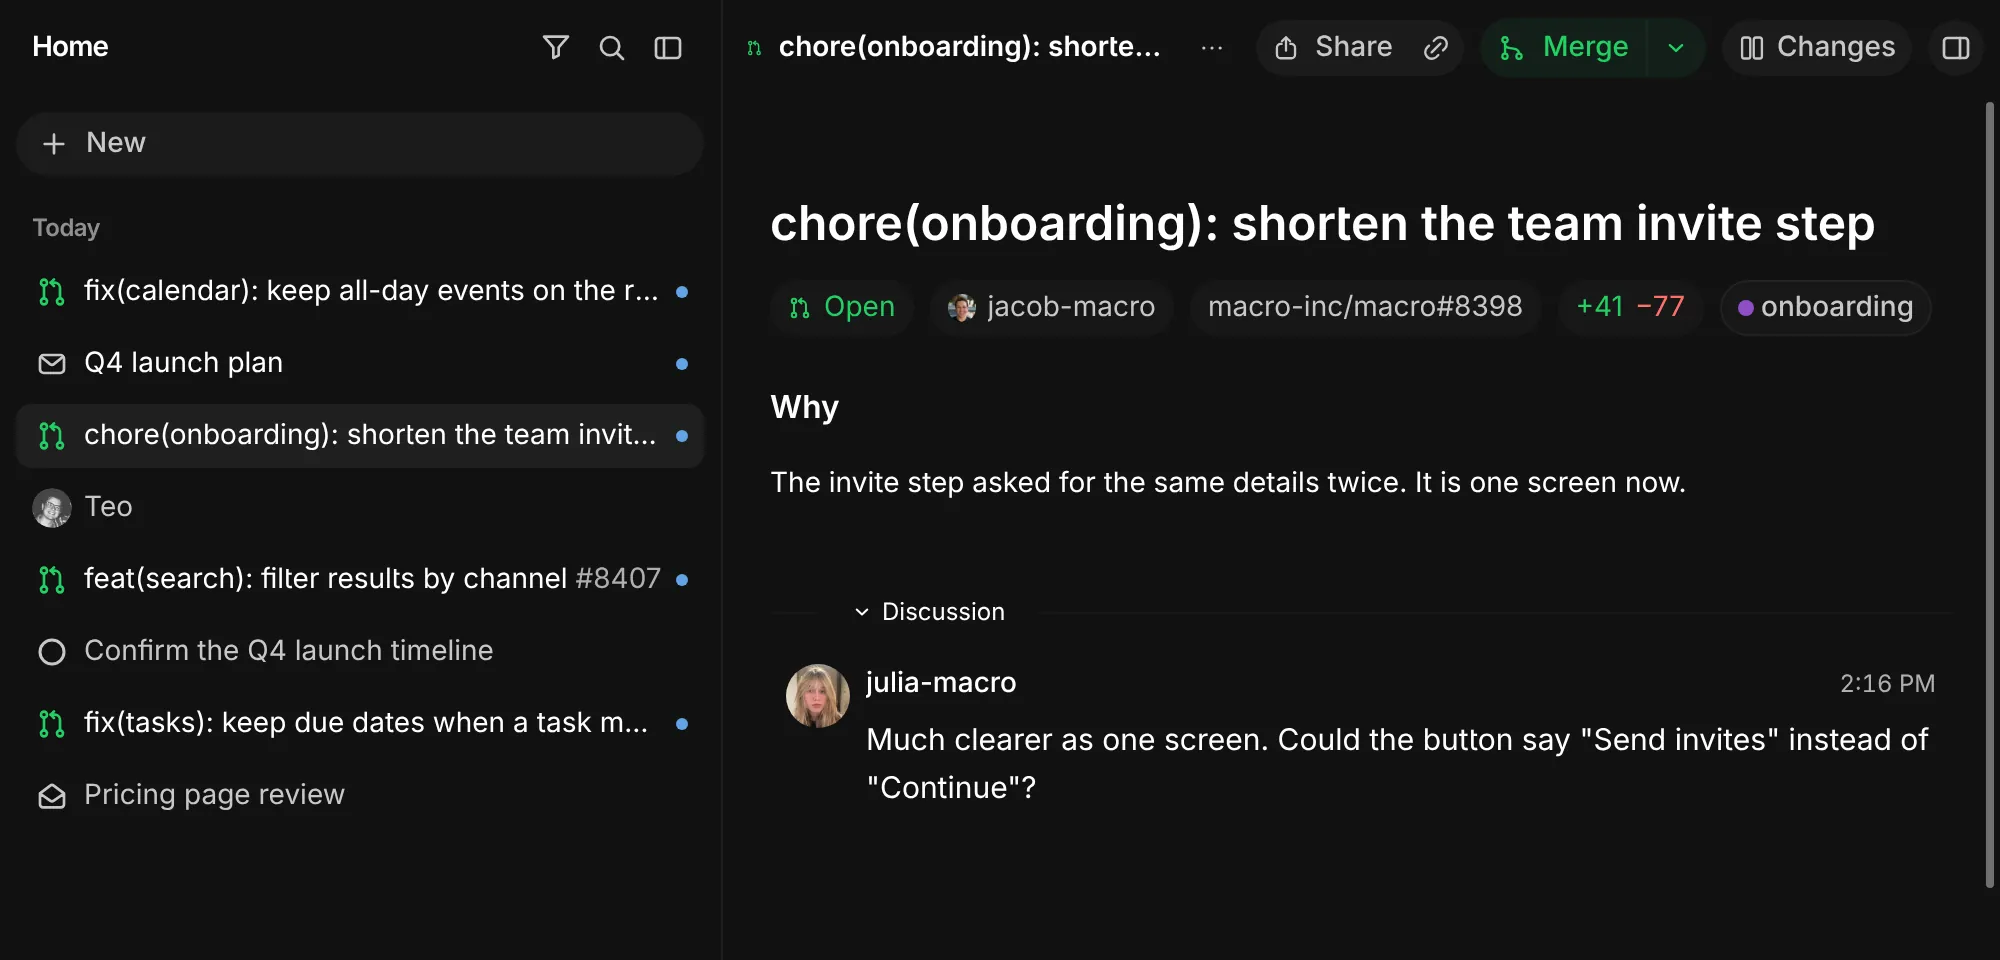 Home
New
Today
fix(calendar): keep all-day events on the r...
Q4 launch plan
chore(onboarding): shorten the team invit...
Teo
feat(search): filter results by channel #8407
Confirm the Q4 launch timeline
fix(tasks): keep due dates when a task m...
Pricing page review
chore(onboarding): shorte...
Share
Merge
Changes
chore(onboarding): shorten the team invite step
Open jacob-macro macro-inc/macro#8398 +41 −77 onboarding
Why
The invite step asked for the same details twice. It is one screen now.
Discussion
julia-macro 2:16 PM
Much clearer as one screen. Could the button say "Send invites" instead of
"Continue"?